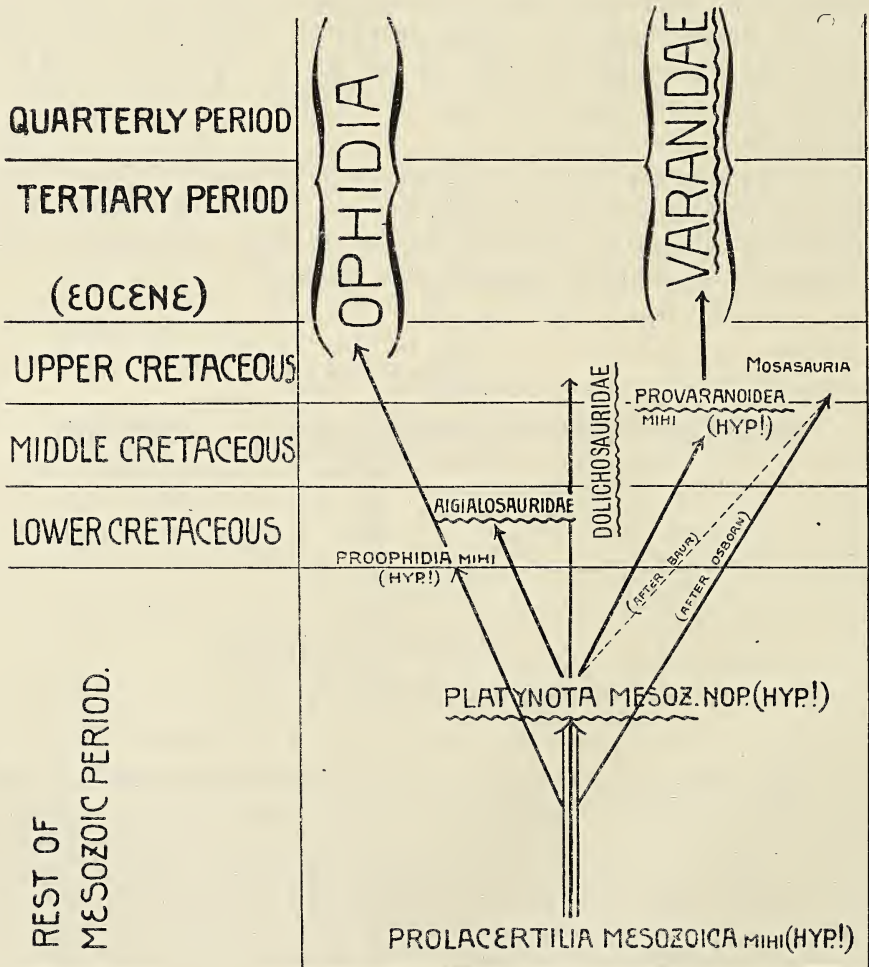 OPHIDIA
VARANIDAE
QUARTERLY PERIOD
TERTIARY PERIOD
(EOCENE)
UPPER CRETACEOUS
MOSASAURIA
DOLICHOSAURIDAE
PROVARANOIDEA
MIHI
(HYP!)
MIDDLE CRETACEOUS
AIGIALOSAURIDAE
LOWER CRETACEOUS
PROOPHIDIA MIHI
(HYP!)
(AFTER BAUR)
(AFTER OSBORN)
PLATYNOTA MESOZ. NOP. (HYP!)
REST OF
MESOZOIC PERIOD.
PROLACERTILIA MESOZOICA MIHI (HYP!)